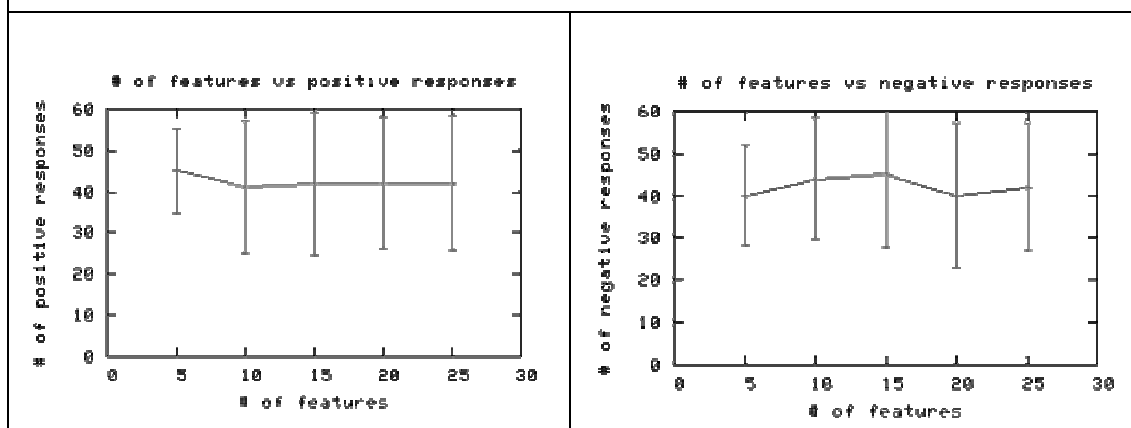 # of features vs positive responses
# of positive responses
60
50
40
30
20
10
0
0 5 10 15 20 25 30
# of features
# of features vs negative responses
# of negative responses
60
50
40
30
20
10
0
0 5 10 15 20 25 30
# of features